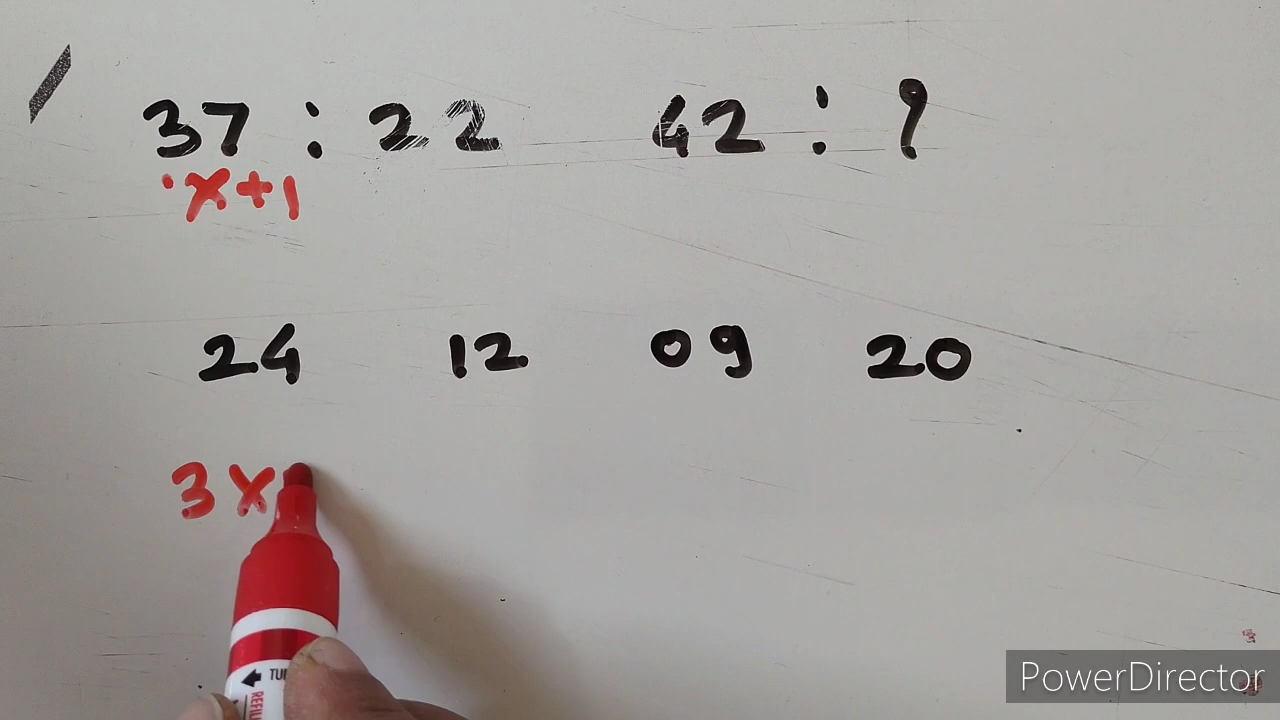 37 : 22 42 : ?
x+1
24 12 09 20
3 x
PowerDirector